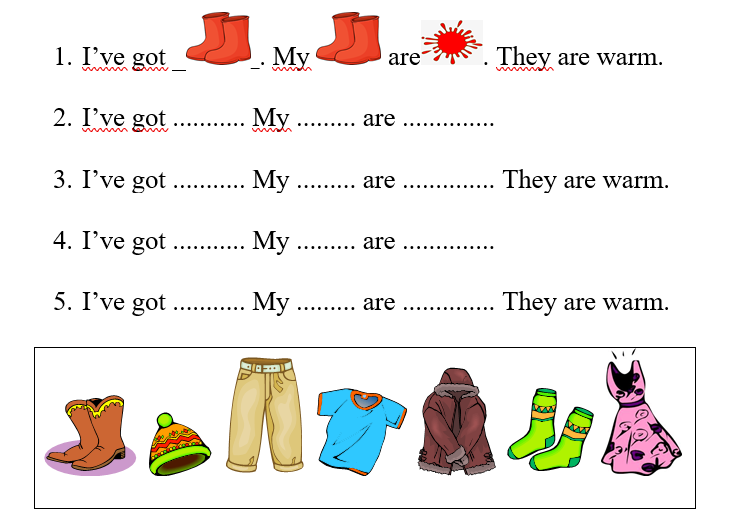 1. I've got _ _. My are . They are warm.
2. I've got ........... My ......... are ..............
3. I've got ........... My ......... are .............. They are warm.
4. I've got ........... My ......... are ..............
5. I've got ........... My ......... are .............. They are warm.